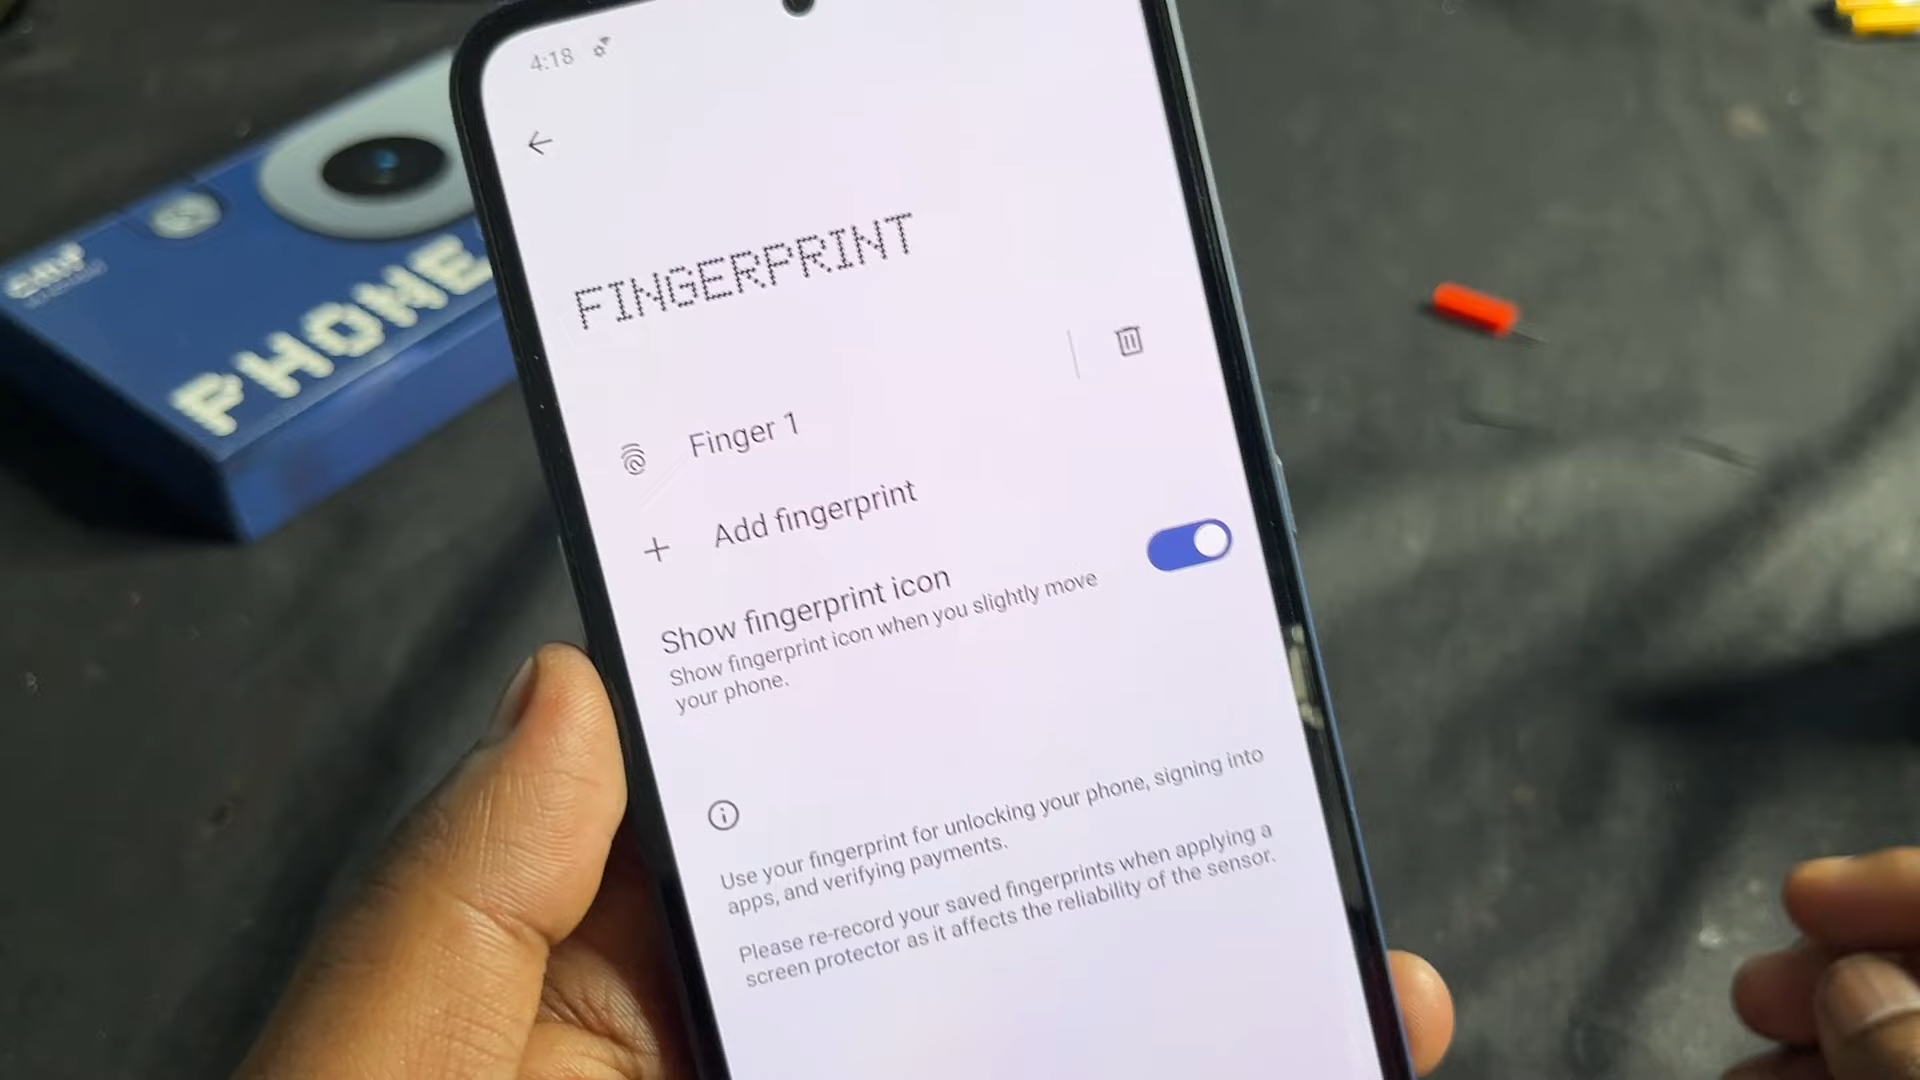 4:18
FINGERPRINT
Finger 1
Add fingerprint
Show fingerprint icon
Show fingerprint icon when you slightly move
your phone.
Use your fingerprint for unlocking your phone, signing into
apps, and verifying payments.
Please re-record your saved fingerprints when applying a
screen protector as it affects the reliability of the sensor.
PHONE